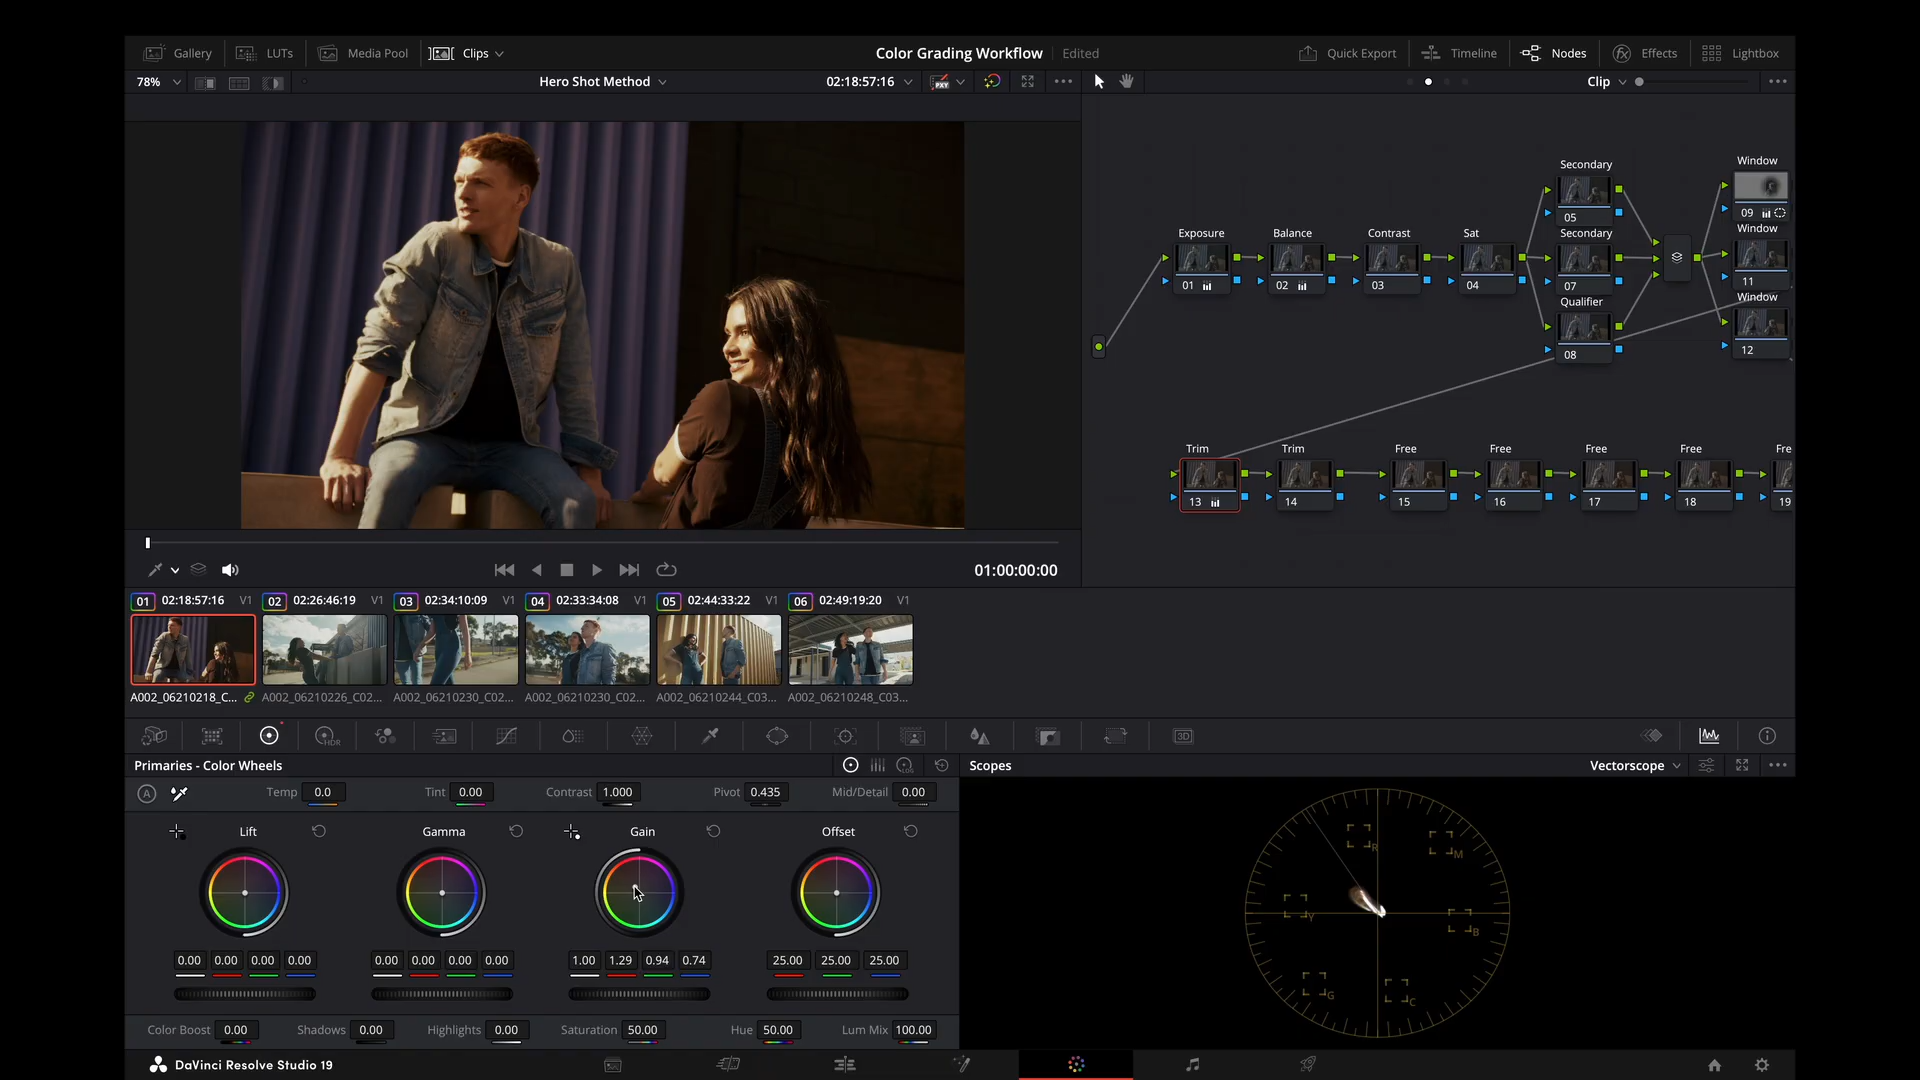 Gallery LUTs Media Pool Clips Color Grading Workflow Edited Quick Export Timeline Nodes Effects Lightbox
78% Hero Shot Method 02:18:57:16 Clip
Secondary Window
05 09
Exposure Balance Contrast Sat Secondary Window
01 02 03 04 07 11
Qualifier Window
08 12
Trim Trim Free Free Free Free Fre
13 14 15 16 17 18 19
01:00:00:00
01 02:18:57:16 V1 02 02:26:46:19 V1 03 02:34:10:09 V1 04 02:33:34:08 V1 05 02:44:33:22 V1 06 02:49:19:20 V1
A002_06210218_C... A002_06210226_C02... A002_06210230_C02... A002_06210230_C02... A002_06210244_C03... A002_06210248_C03...
HDR 3D
Primaries - Color Wheels Scopes Vectorscope
LOG
A Temp 0.0 Tint 0.00 Contrast 1.000 Pivot 0.435 Mid/Detail 0.00
Lift Gamma Gain Offset
R M
Y B
G C
0.00 0.00 0.00 0.00 0.00 0.00 0.00 0.00 1.00 1.29 0.94 0.74 25.00 25.00 25.00
Color Boost 0.00 Shadows 0.00 Highlights 0.00 Saturation 50.00 Hue 50.00 Lum Mix 100.00
DaVinci Resolve Studio 19